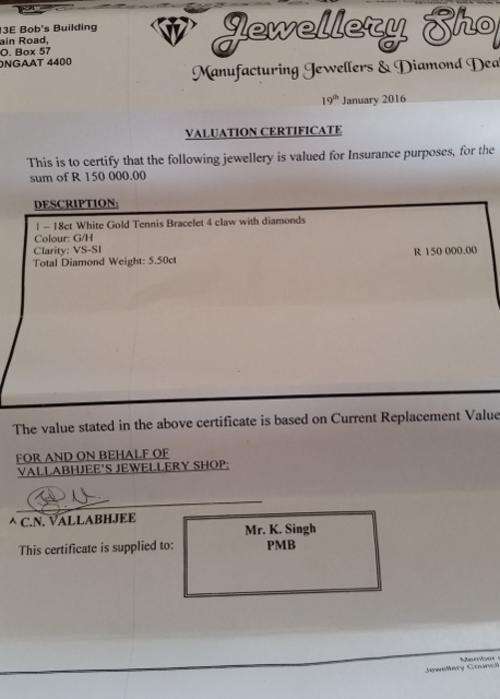 13E Bob's Building
ain Road,
O. Box 57
ONGAAT 4400
Jewellery Shop
Manufacturing Jewellers & Diamond Dea
19th January 2016
VALUATION CERTIFICATE
This is to certify that the following jewellery is valued for Insurance purposes, for the
sum of R 150 000.00
DESCRIPTION:
1 – 18ct White Gold Tennis Bracelet 4 claw with diamonds
Colour: G/H
Clarity: VS-SI
Total Diamond Weight: 5.50ct
R 150 000.00
The value stated in the above certificate is based on Current Replacement Value
FOR AND ON BEHALF OF
VALLABHJEE'S JEWELLERY SHOP:
^ C.N. VALLABHJEE
This certificate is supplied to:
Mr. K. Singh
PMB
Member
Jewellery Council